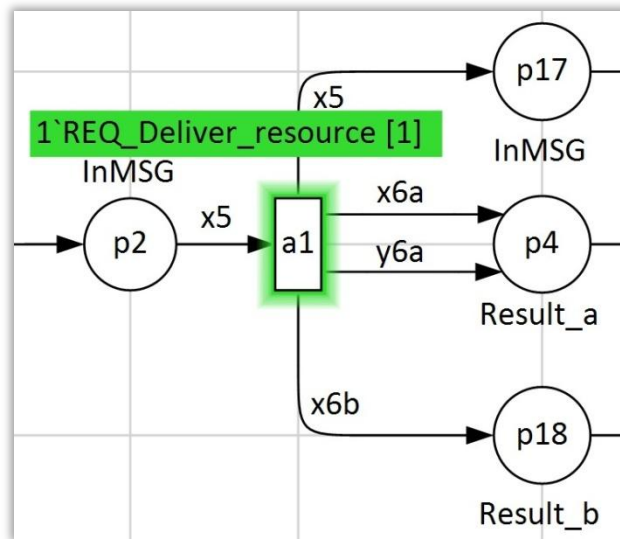 p17
x5
1`REQ_Deliver_resource [1]
InMSG
InMSG
x6a
x5
p2
a1
p4
y6a
Result_a
x6b
p18
Result_b